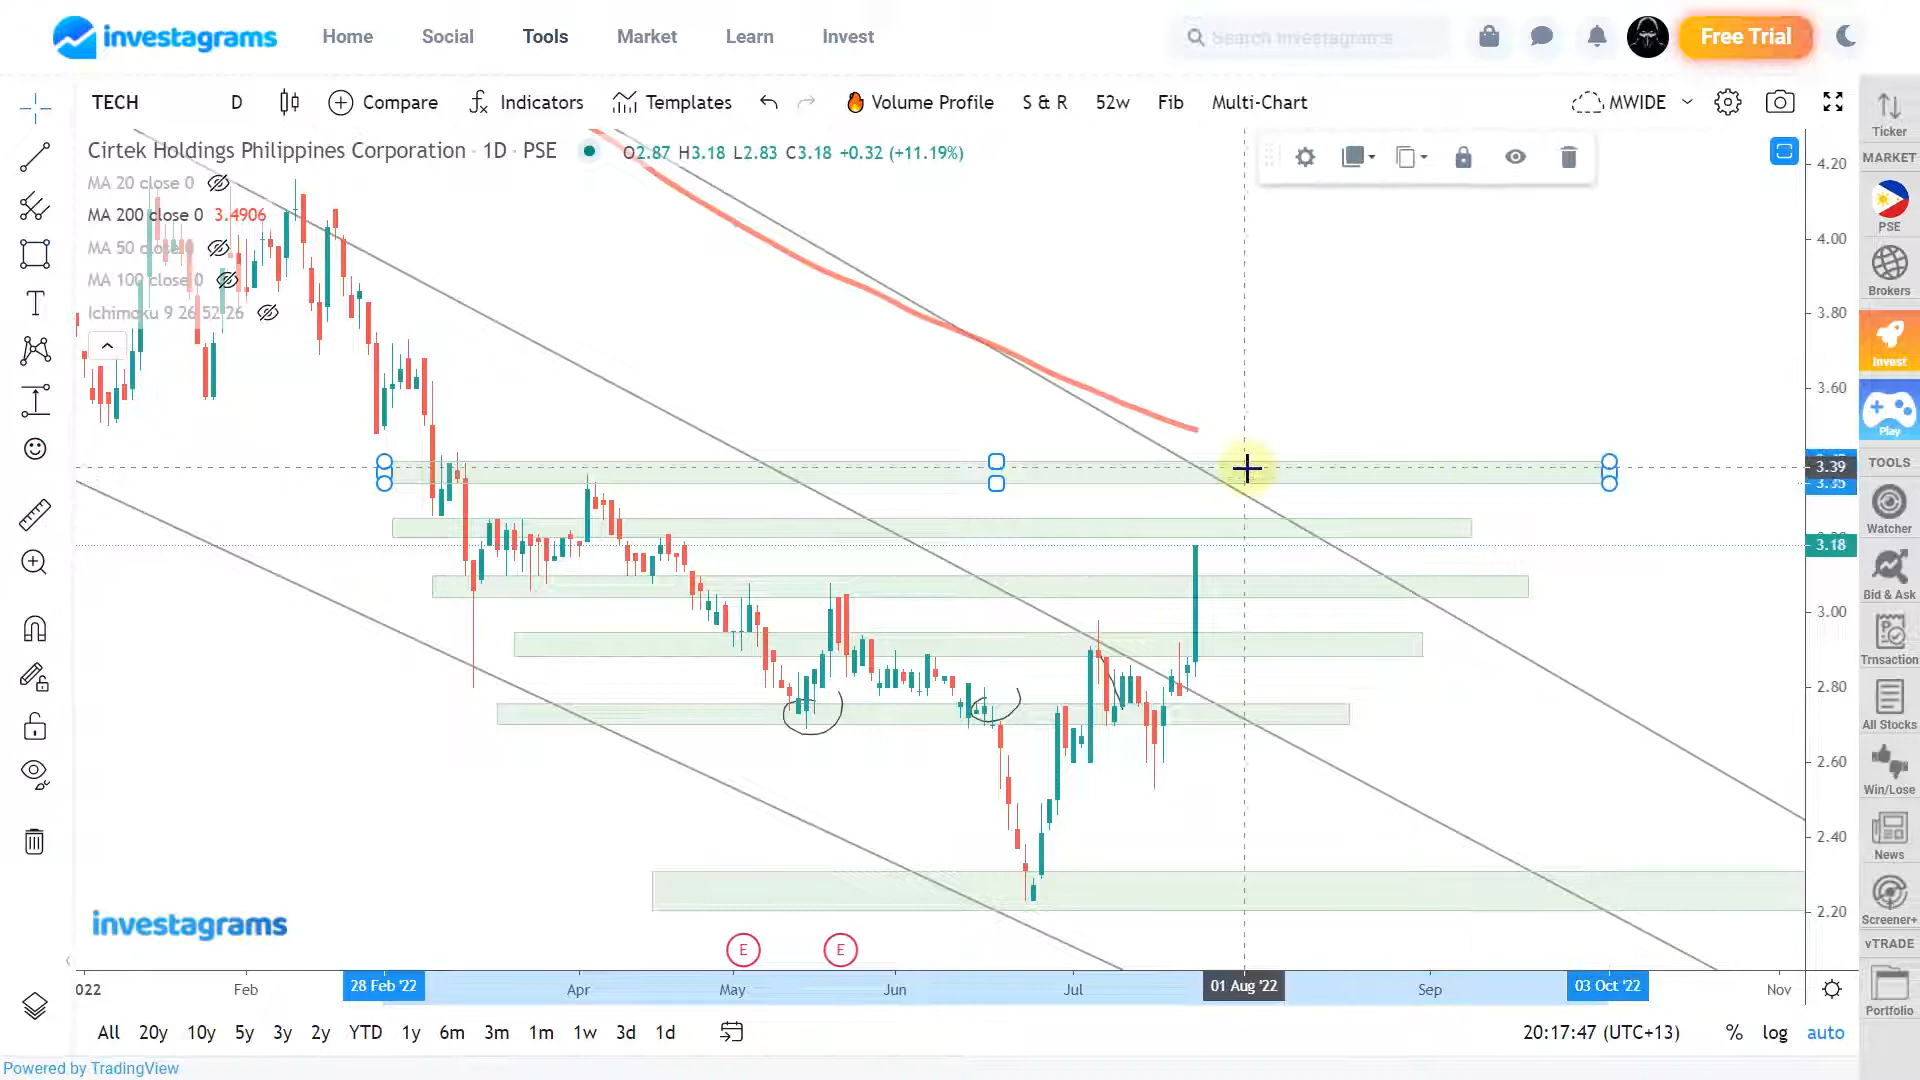 investagrams Home Social Tools Market Learn Invest Search Investagrams Free Trial
TECH D Compare Indicators Templates Volume Profile S & R 52w Fib Multi-Chart MWIDE
Cirtek Holdings Philippines Corporation · 1D · PSE O2.87 H3.18 L2.83 C3.18 +0.32 (+11.19%)
MA 20 close 0
MA 200 close 0 3.4906
MA 50 close 0
MA 100 close 0
Ichimoku 9 26 52 26
4.20
4.00
3.80
3.60
3.39
3.18
3.00
2.80
2.60
2.40
2.20
Ticker
MARKET
PSE
Brokers
Invest
Play
TOOLS
Watcher
Bid & Ask
Trnsaction
All Stocks
Win/Lose
News
Screener+
vTRADE
Portfolio
investagrams
E E
022 Feb 28 Feb '22 Apr May Jun Jul 01 Aug '22 Sep 03 Oct '22 Nov
All 20y 10y 5y 3y 2y YTD 1y 6m 3m 1m 1w 3d 1d 20:17:47 (UTC+13) % log auto
Powered by TradingView